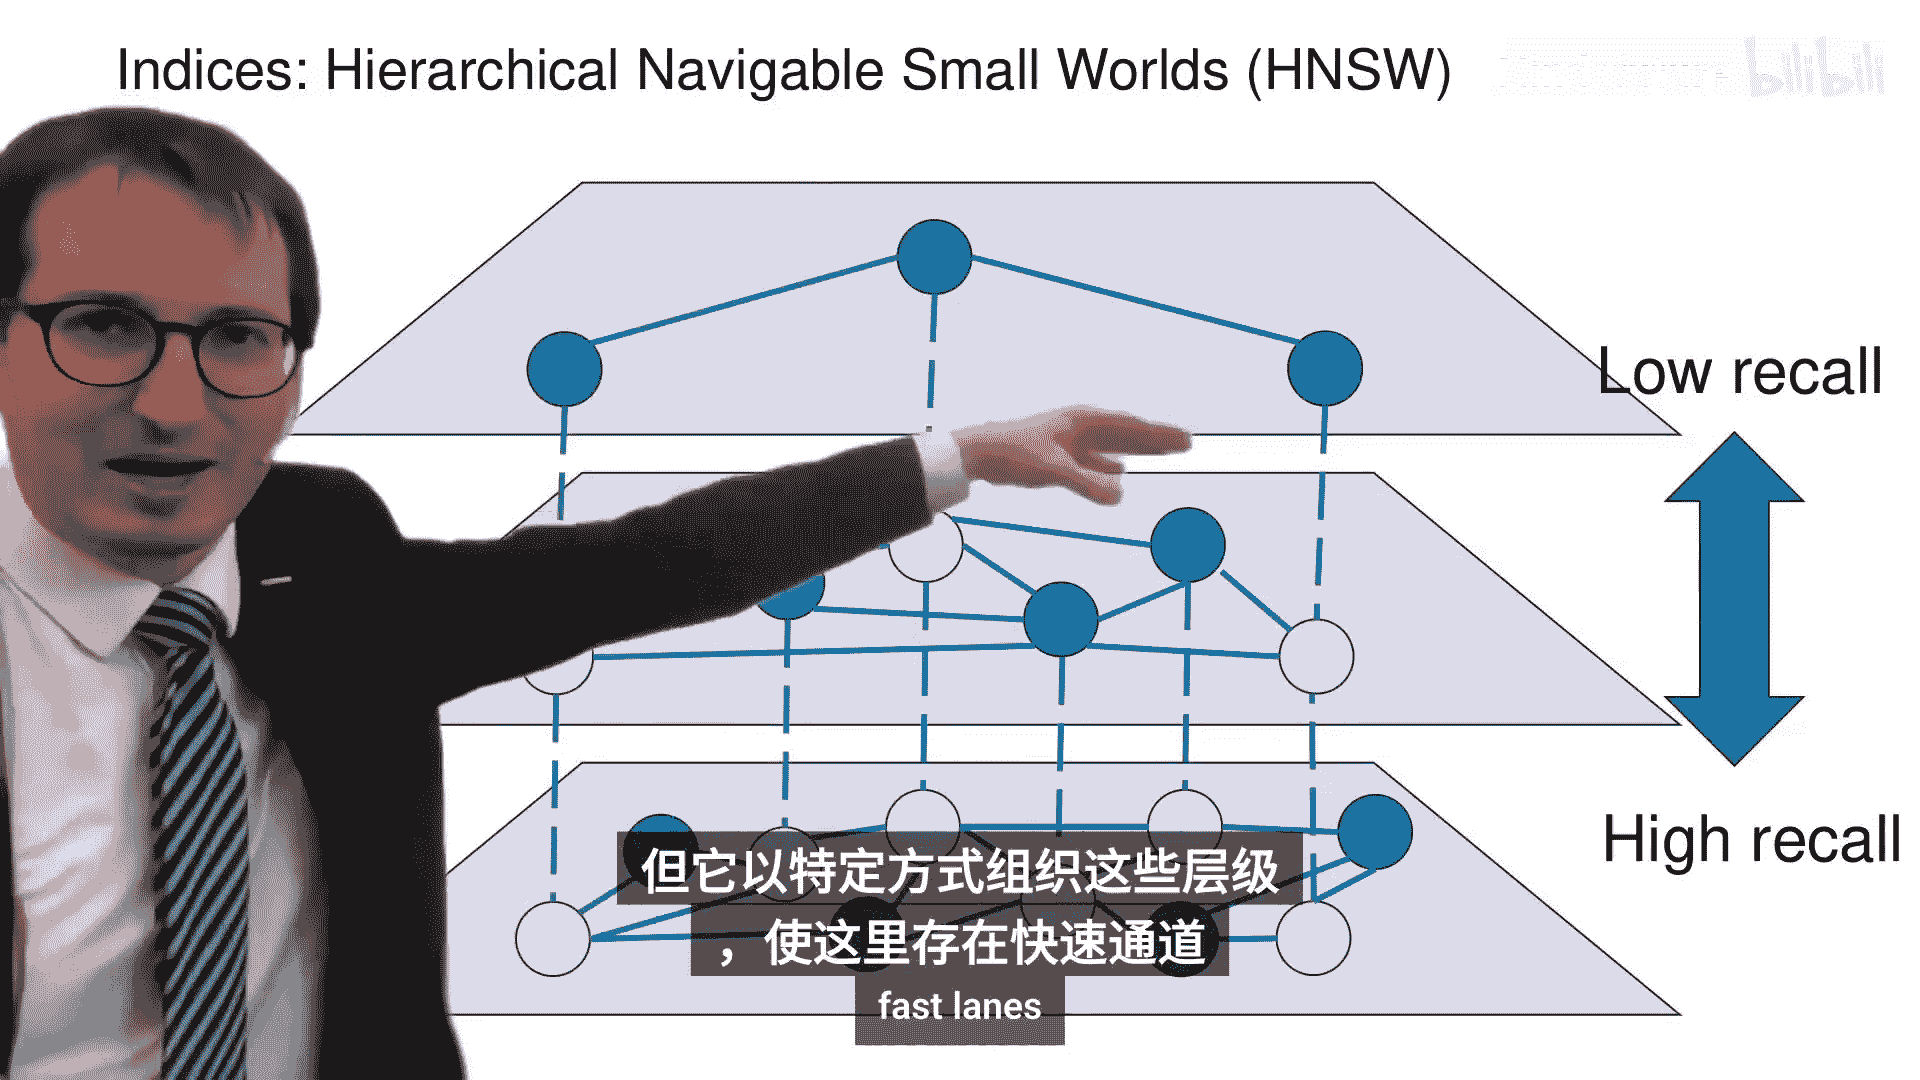 Indices: Hierarchical Navigable Small Worlds (HNSW)
bilibili
Low recall
High recall
但它以特定方式组织这些层级
，使这里存在快速通道
fast lanes